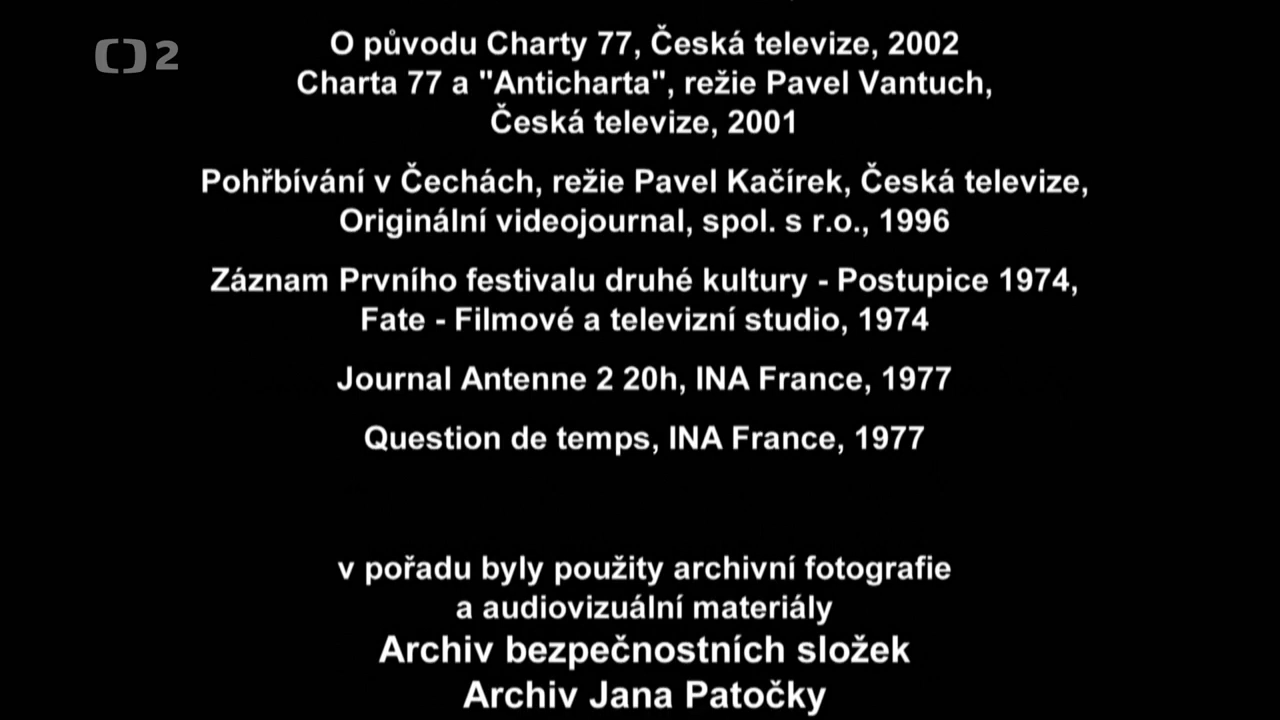 2
O původu Charty 77, Česká televize, 2002
Charta 77 a "Anticharta", režie Pavel Vantuch,
Česká televize, 2001
Pohřbívání v Čechách, režie Pavel Kačírek, Česká televize,
Originální videojournal, spol. s r.o., 1996
Záznam Prvního festivalu druhé kultury - Postupice 1974,
Fate - Filmové a televizní studio, 1974
Journal Antenne 2 20h, INA France, 1977
Question de temps, INA France, 1977
v pořadu byly použity archivní fotografie
a audiovizuální materiály
Archiv bezpečnostních složek
Archiv Jana Patočky